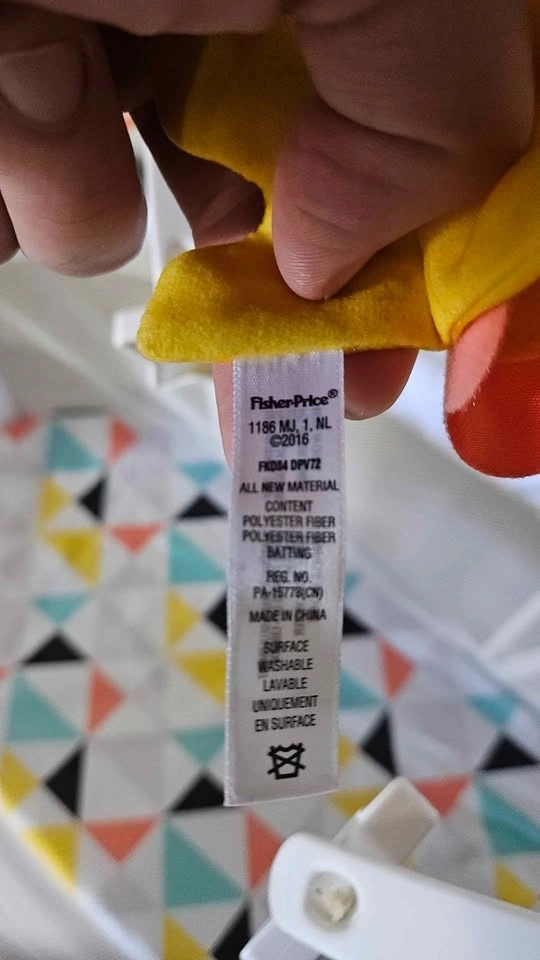 Fisher-Price®
1186 MJ, 1, NL
©2016
FKD84 DPV72
ALL NEW MATERIAL
CONTENT
POLYESTER FIBER
POLYESTER FIBER
BATTING
REG. NO.
PA-15778(CN)
MADE IN CHINA
SURFACE
WASHABLE
LAVABLE
UNIQUEMENT
EN SURFACE